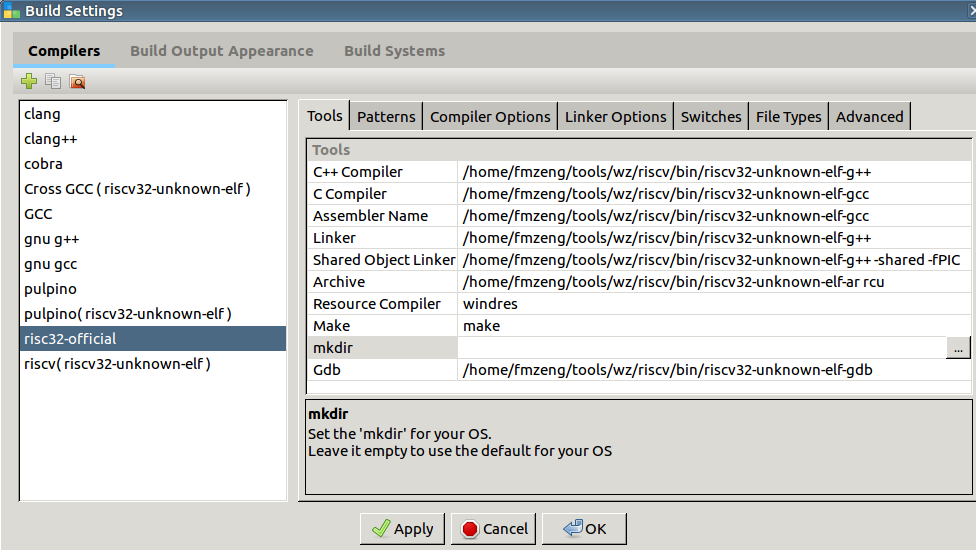 Build Settings
Compilers Build Output Appearance Build Systems
clang
clang++
cobra
Cross GCC ( riscv32-unknown-elf )
GCC
gnu g++
gnu gcc
pulpino
pulpino( riscv32-unknown-elf )
risc32-official
riscv( riscv32-unknown-elf )
Tools Patterns Compiler Options Linker Options Switches File Types Advanced
Tools
C++ Compiler /home/fmzeng/tools/wz/riscv/bin/riscv32-unknown-elf-g++
C Compiler /home/fmzeng/tools/wz/riscv/bin/riscv32-unknown-elf-gcc
Assembler Name /home/fmzeng/tools/wz/riscv/bin/riscv32-unknown-elf-gcc
Linker /home/fmzeng/tools/wz/riscv/bin/riscv32-unknown-elf-g++
Shared Object Linker /home/fmzeng/tools/wz/riscv/bin/riscv32-unknown-elf-g++ -shared -fPIC
Archive /home/fmzeng/tools/wz/riscv/bin/riscv32-unknown-elf-ar rcu
Resource Compiler windres
Make make
mkdir ...
Gdb /home/fmzeng/tools/wz/riscv/bin/riscv32-unknown-elf-gdb
mkdir
Set the 'mkdir' for your OS.
Leave it empty to use the default for your OS
Apply Cancel OK